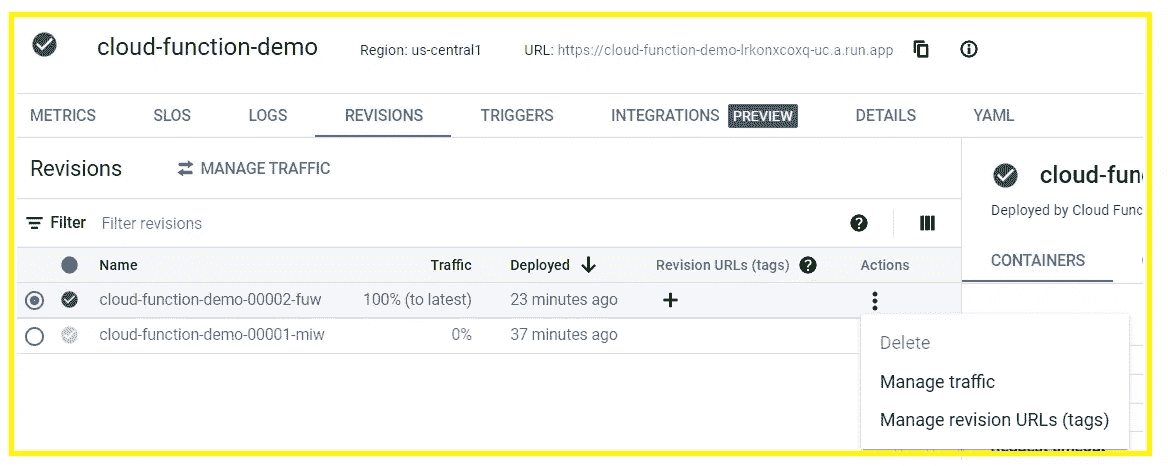 cloud-function-demo Region: us-central1 URL: https://cloud-function-demo-lrkonxcoxq-uc.a.run.app
METRICS SLOS LOGS REVISIONS TRIGGERS INTEGRATIONS PREVIEW DETAILS YAML
Revisions MANAGE TRAFFIC
cloud-fun
Deployed by Cloud Func
Filter Filter revisions
CONTAINERS
Name Traffic Deployed Revision URLs (tags) Actions
cloud-function-demo-00002-fuw 100% (to latest) 23 minutes ago
cloud-function-demo-00001-miw 0% 37 minutes ago
Delete
Manage traffic
Manage revision URLs (tags)